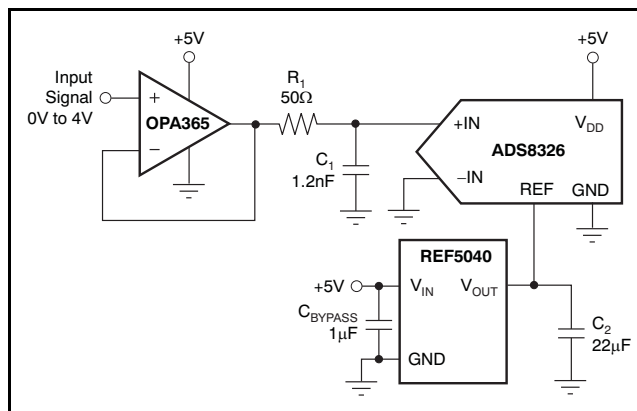 +5V
Input
Signal
0V to 4V
+
−
OPA365
R1
50Ω
C1
1.2nF
+5V
+IN
VDD
ADS8326
−IN
REF
GND
REF5040
+5V
VIN
VOUT
CBYPASS
1μF
GND
C2
22μF